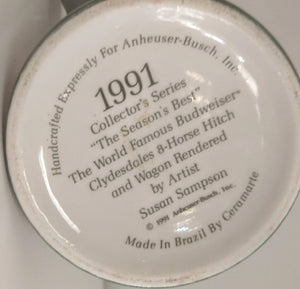 Handcrafted Expressly For Anheuser-Busch, Inc.
1991
Collector's Series
"The Season's Best"
The World Famous Budweiser®
Clydesdales 8-Horse Hitch
and Wagon Rendered
by Artist
Susan Sampson
© 1991 Anheuser-Busch, Inc.
Made In Brazil By Ceramarte